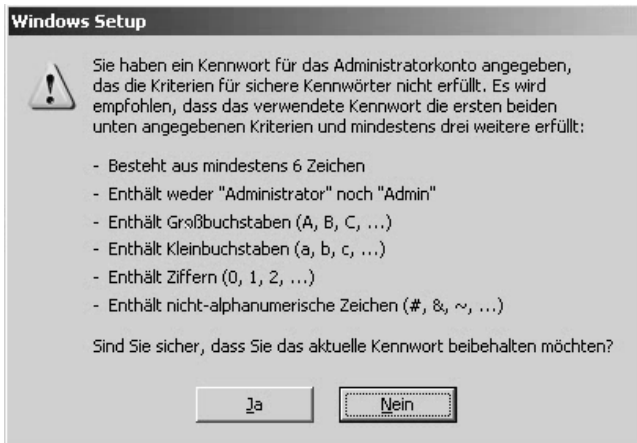 Windows Setup
Sie haben ein Kennwort für das Administratorkonto angegeben,
das die Kriterien für sichere Kennwörter nicht erfüllt. Es wird
empfohlen, dass das verwendete Kennwort die ersten beiden
unten angegebenen Kriterien und mindestens drei weitere erfüllt:
- Besteht aus mindestens 6 Zeichen
- Enthält weder "Administrator" noch "Admin"
- Enthält Großbuchstaben (A, B, C, ...)
- Enthält Kleinbuchstaben (a, b, c, ...)
- Enthält Ziffern (0, 1, 2, ...)
- Enthält nicht-alphanumerische Zeichen (#, &, ~, ...)
Sind Sie sicher, dass Sie das aktuelle Kennwort beibehalten möchten?
Ja
Nein